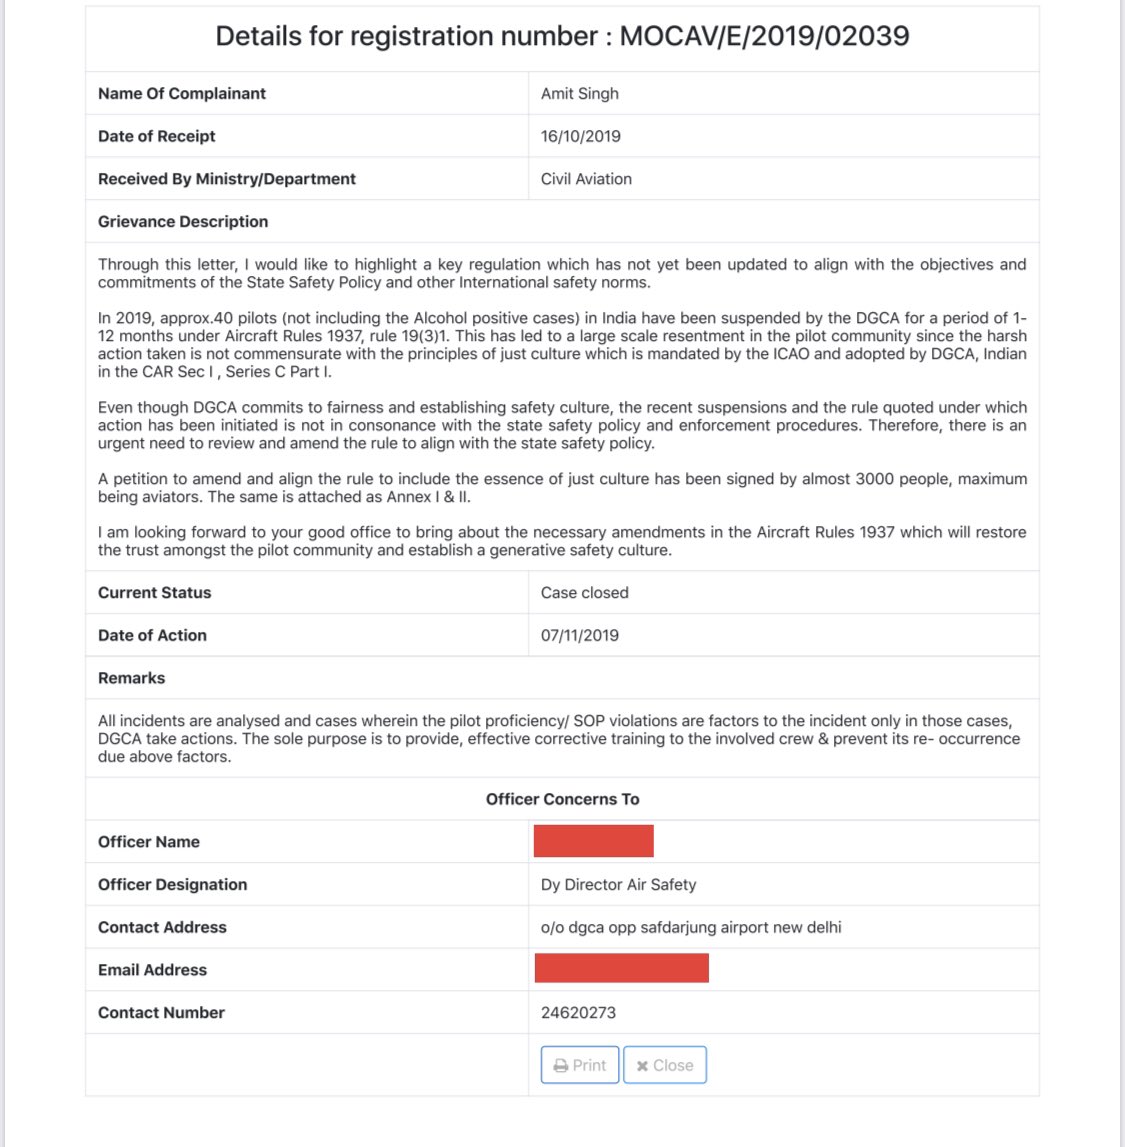 Details for registration number : MOCAV/E/2019/02039
Name Of Complainant
Amit Singh
Date of Receipt
16/10/2019
Received By Ministry/Department
Civil Aviation
Grievance Description
Through this letter, I would like to highlight a key regulation which has not yet been updated to align with the objectives and
commitments of the State Safety Policy and other International safety norms.
In 2019, approx.40 pilots (not including the Alcohol positive cases) in India have been suspended by the DGCA for a period of 1-
12 months under Aircraft Rules 1937, rule 19(3)1. This has led to a large scale resentment in the pilot community since the harsh
action taken is not commensurate with the principles of just culture which is mandated by the ICAO and adopted by DGCA, Indian
in the CAR Sec I , Series C Part I.
Even though DGCA commits to fairness and establishing safety culture, the recent suspensions and the rule quoted under which
action has been initiated is not in consonance with the state safety policy and enforcement procedures. Therefore, there is an
urgent need to review and amend the rule to align with the state safety policy.
A petition to amend and align the rule to include the essence of just culture has been signed by almost 3000 people, maximum
being aviators. The same is attached as Annex I & II.
I am looking forward to your good office to bring about the necessary amendments in the Aircraft Rules 1937 which will restore
the trust amongst the pilot community and establish a generative safety culture.
Current Status
Case closed
Date of Action
07/11/2019
Remarks
All incidents are analysed and cases wherein the pilot proficiency/ SOP violations are factors to the incident only in those cases,
DGCA take actions. The sole purpose is to provide, effective corrective training to the involved crew & prevent its re- occurrence
due above factors.
Officer Concerns To
Officer Name
Officer Designation
Dy Director Air Safety
Contact Address
o/o dgca opp safdarjung airport new delhi
Email Address
Contact Number
24620273
Print
Close